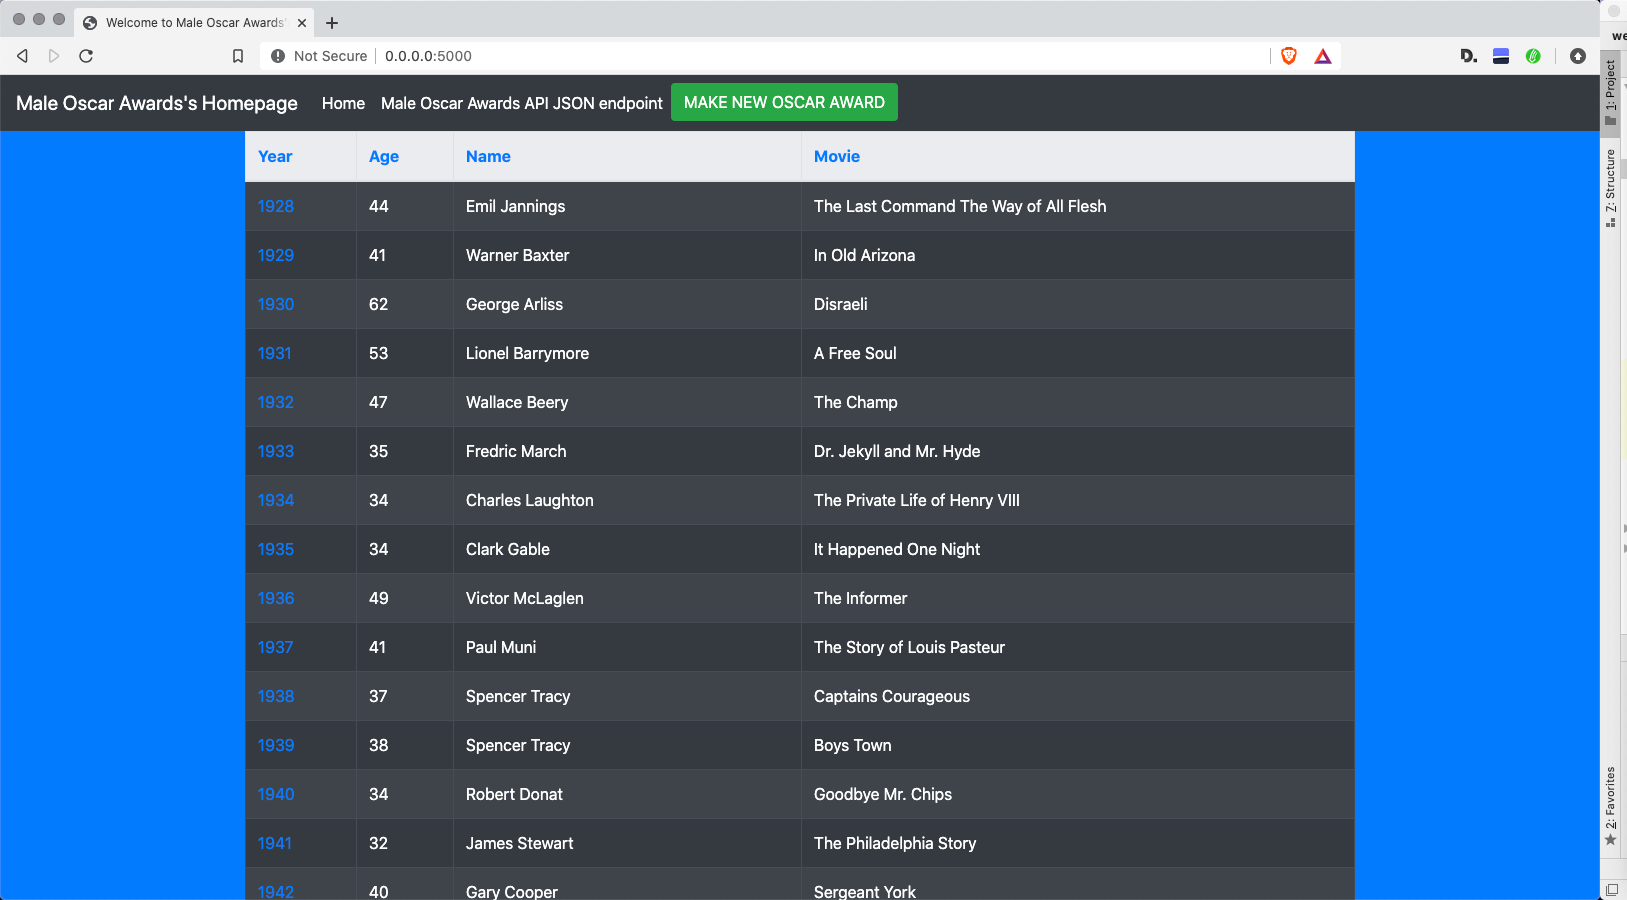 Welcome to Male Oscar Awards'
Not Secure 0.0.0.0:5000
D.
we
Male Oscar Awards's Homepage Home Male Oscar Awards API JSON endpoint MAKE NEW OSCAR AWARD
1: Project
7: Structure
2: Favorites
Year Age Name Movie
1928 44 Emil Jannings The Last Command The Way of All Flesh
1929 41 Warner Baxter In Old Arizona
1930 62 George Arliss Disraeli
1931 53 Lionel Barrymore A Free Soul
1932 47 Wallace Beery The Champ
1933 35 Fredric March Dr. Jekyll and Mr. Hyde
1934 34 Charles Laughton The Private Life of Henry VIII
1935 34 Clark Gable It Happened One Night
1936 49 Victor McLaglen The Informer
1937 41 Paul Muni The Story of Louis Pasteur
1938 37 Spencer Tracy Captains Courageous
1939 38 Spencer Tracy Boys Town
1940 34 Robert Donat Goodbye Mr. Chips
1941 32 James Stewart The Philadelphia Story
1942 40 Gary Cooper Sergeant York